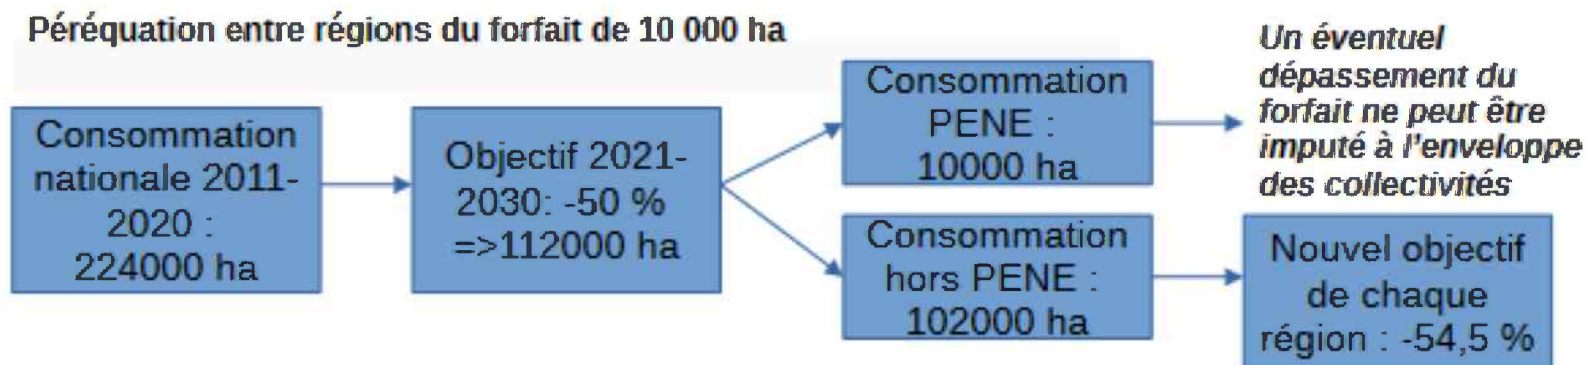 Péréquation entre régions du forfait de 10 000 ha
Consommation
nationale 2011-
2020 :
224000 ha
Objectif 2021-
2030: -50 %
=>112000 ha
Consommation
PENE :
10000 ha
Un éventuel
dépassement du
forfait ne peut être
imputé à l'enveloppe
des collectivités
Consommation
hors PENE :
102000 ha
Nouvel objectif
de chaque
région : -54,5 %